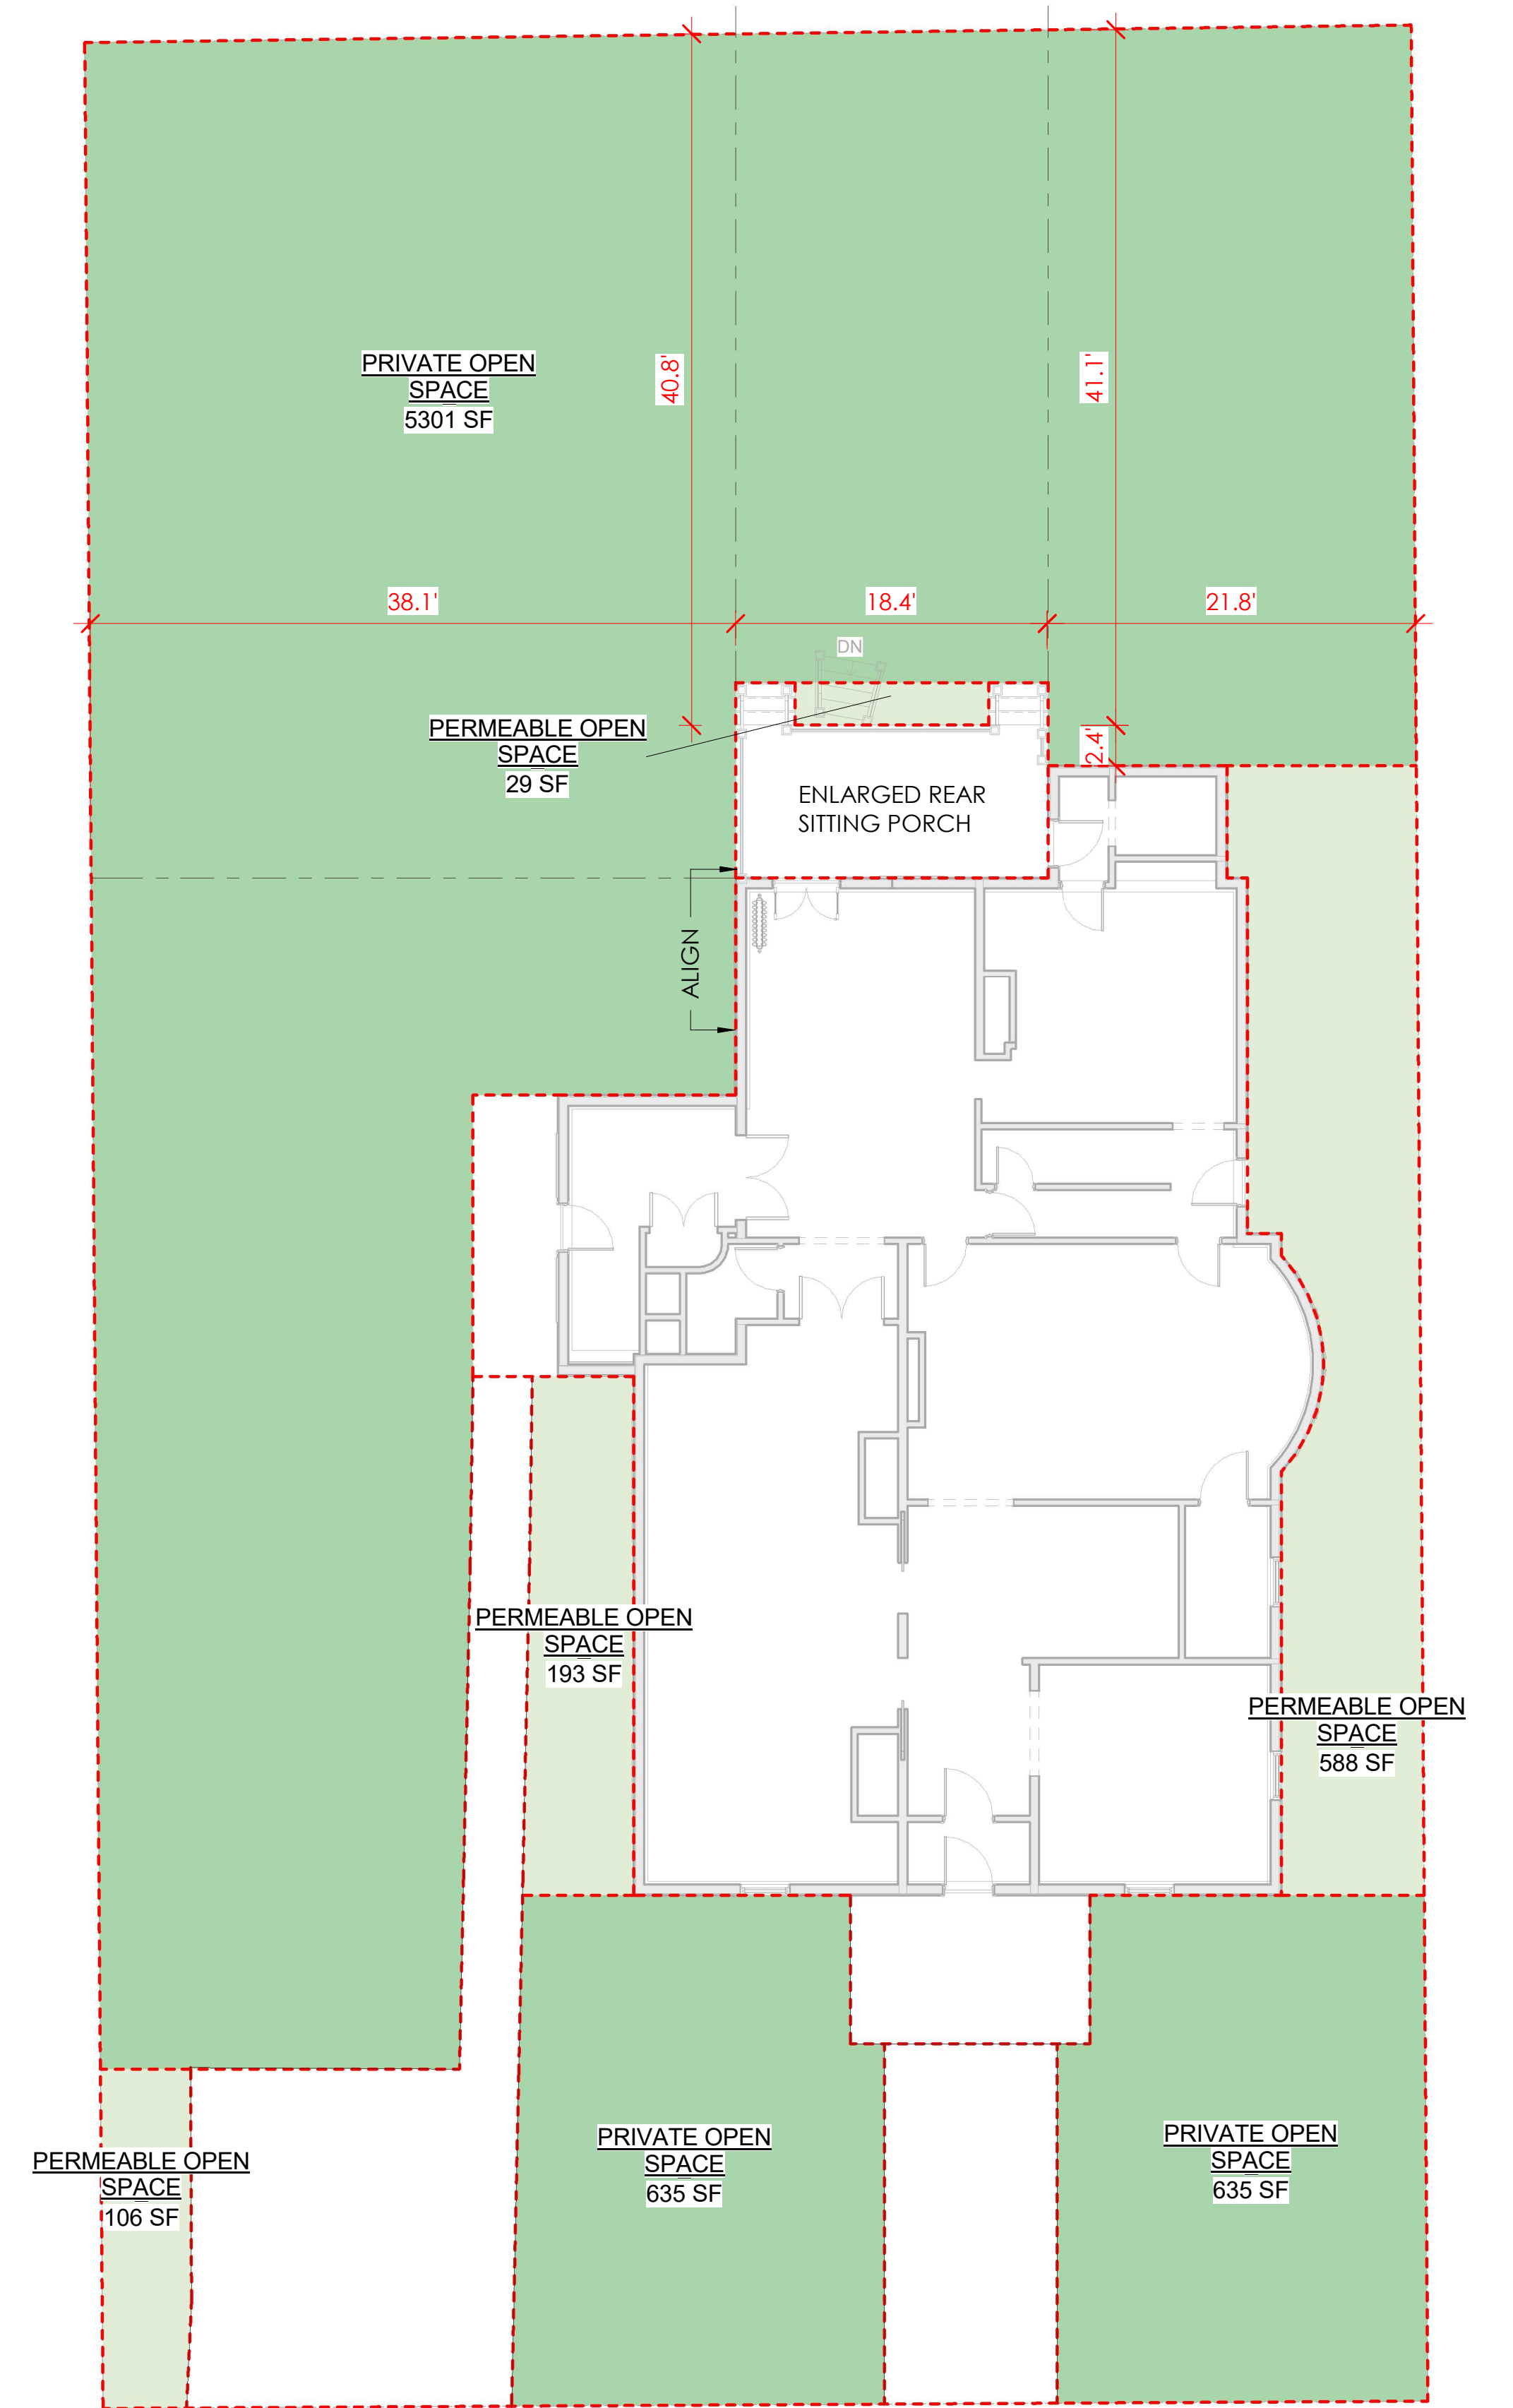 PRIVATE OPEN
SPACE
5301 SF
40.8'
41.1'
38.1'
18.4'
21.8'
DN
PERMEABLE OPEN
SPACE
29 SF
2.4'
ENLARGED REAR
SITTING PORCH
ALIGN
PERMEABLE OPEN
SPACE
193 SF
PERMEABLE OPEN
SPACE
588 SF
PERMEABLE OPEN
SPACE
106 SF
PRIVATE OPEN
SPACE
635 SF
PRIVATE OPEN
SPACE
635 SF